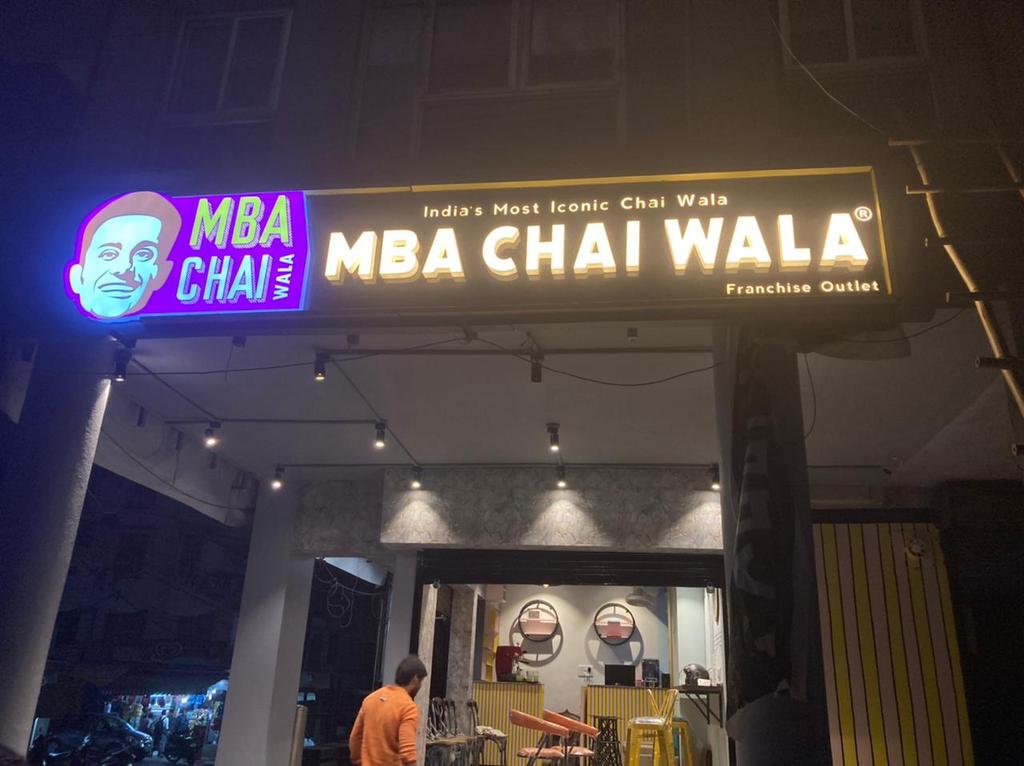 MBA
CHAI
WALA
India's Most Iconic Chai Wala
MBA CHAI WALA®
Franchise Outlet